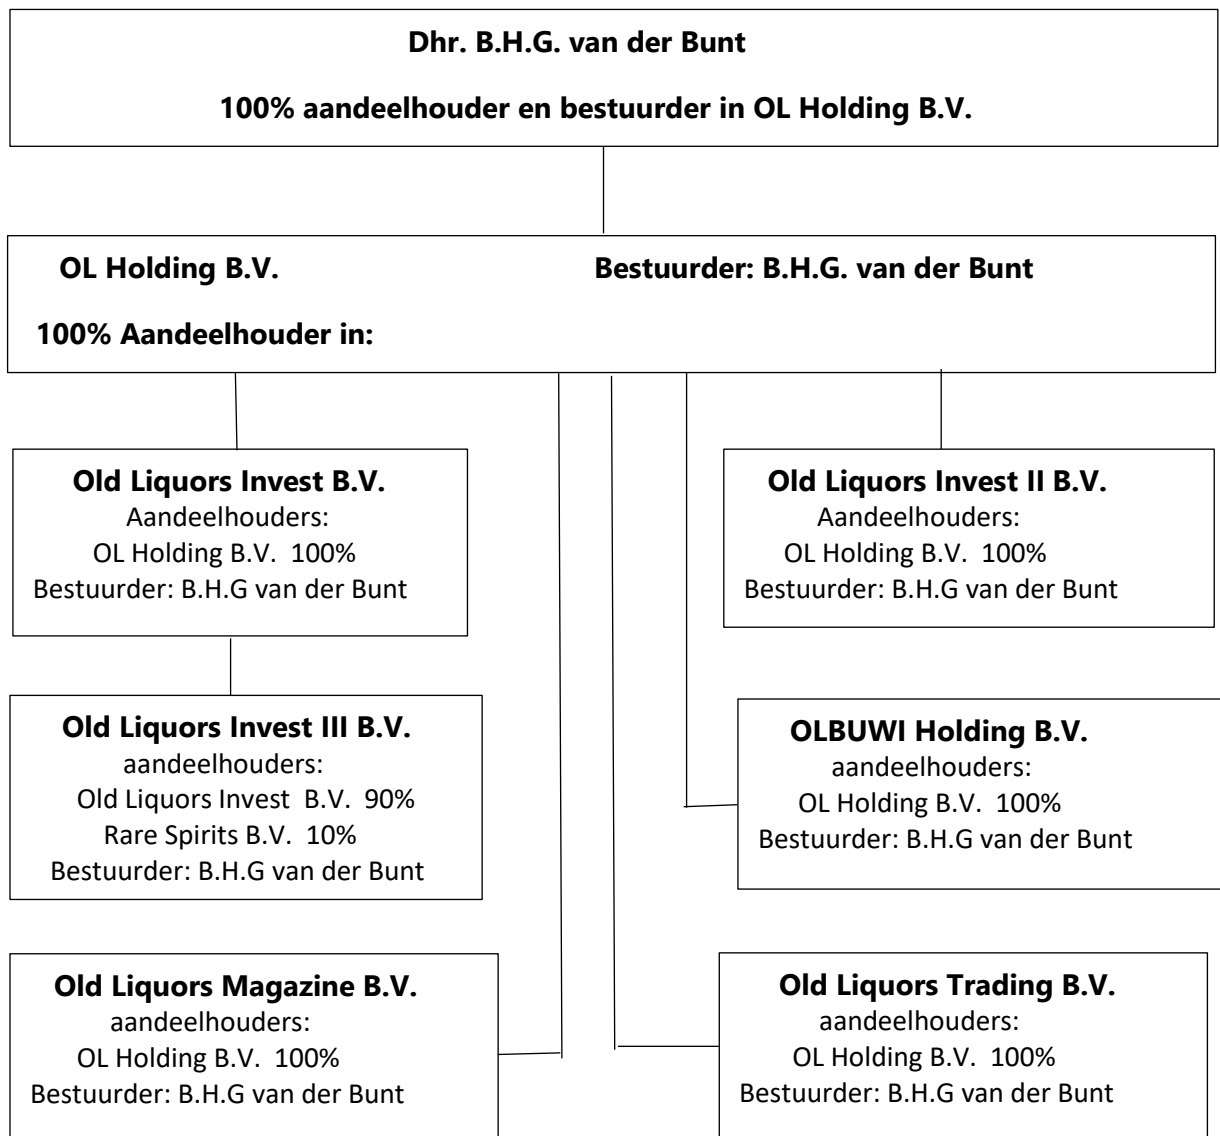 Dhr. B.H.G. van der Bunt
100% aandeelhouder en bestuurder in OL Holding B.V.
OL Holding B.V. Bestuurder: B.H.G. van der Bunt
100% Aandeelhouder in:
Old Liquors Invest B.V.
Aandeelhouders:
OL Holding B.V. 100%
Bestuurder: B.H.G van der Bunt
Old Liquors Invest II B.V.
Aandeelhouders:
OL Holding B.V. 100%
Bestuurder: B.H.G van der Bunt
Old Liquors Invest III B.V.
aandeelhouders:
Old Liquors Invest B.V. 90%
Rare Spirits B.V. 10%
Bestuurder: B.H.G van der Bunt
OLBUWI Holding B.V.
aandeelhouders:
OL Holding B.V. 100%
Bestuurder: B.H.G van der Bunt
Old Liquors Magazine B.V.
aandeelhouders:
OL Holding B.V. 100%
Bestuurder: B.H.G van der Bunt
Old Liquors Trading B.V.
aandeelhouders:
OL Holding B.V. 100%
Bestuurder: B.H.G van der Bunt